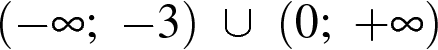 (−∞; −3) ∪ (0; +∞)